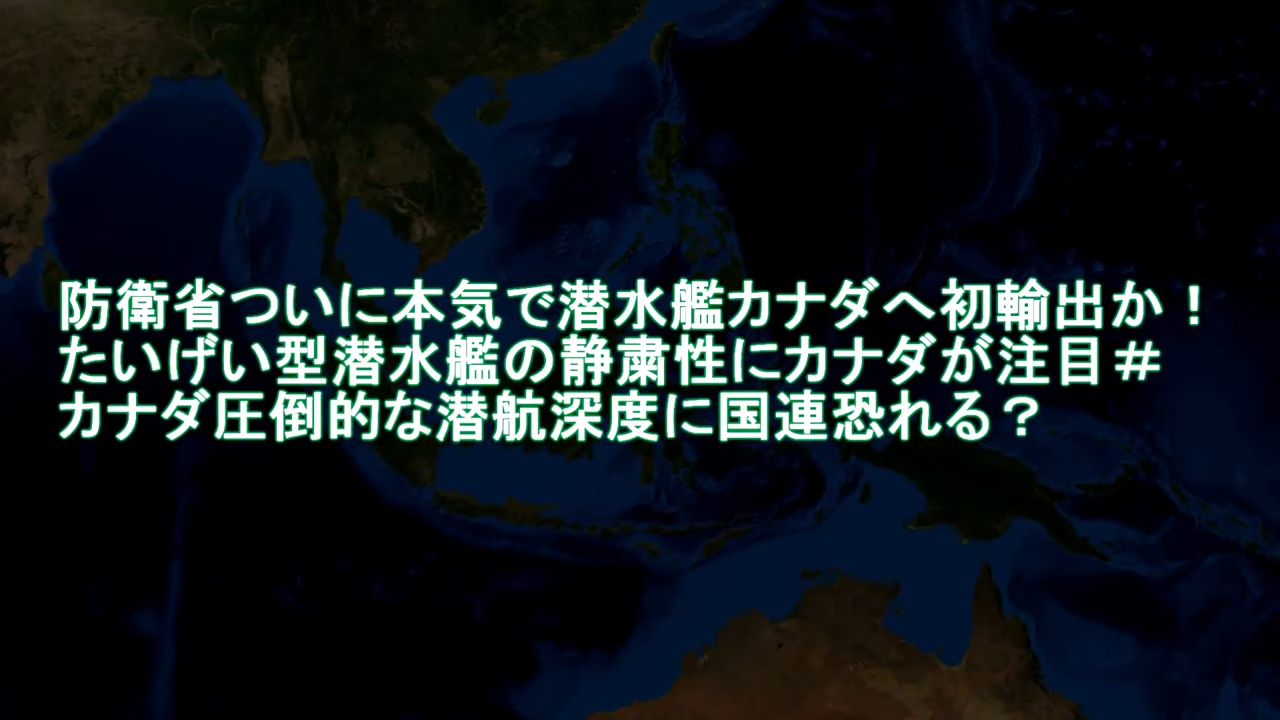 防衛省ついに本気で潜水艦カナダへ初輸出か！
たいげい型潜水艦の静粛性にカナダが注目＃
カナダ圧倒的な潜航深度に国連恐れる？